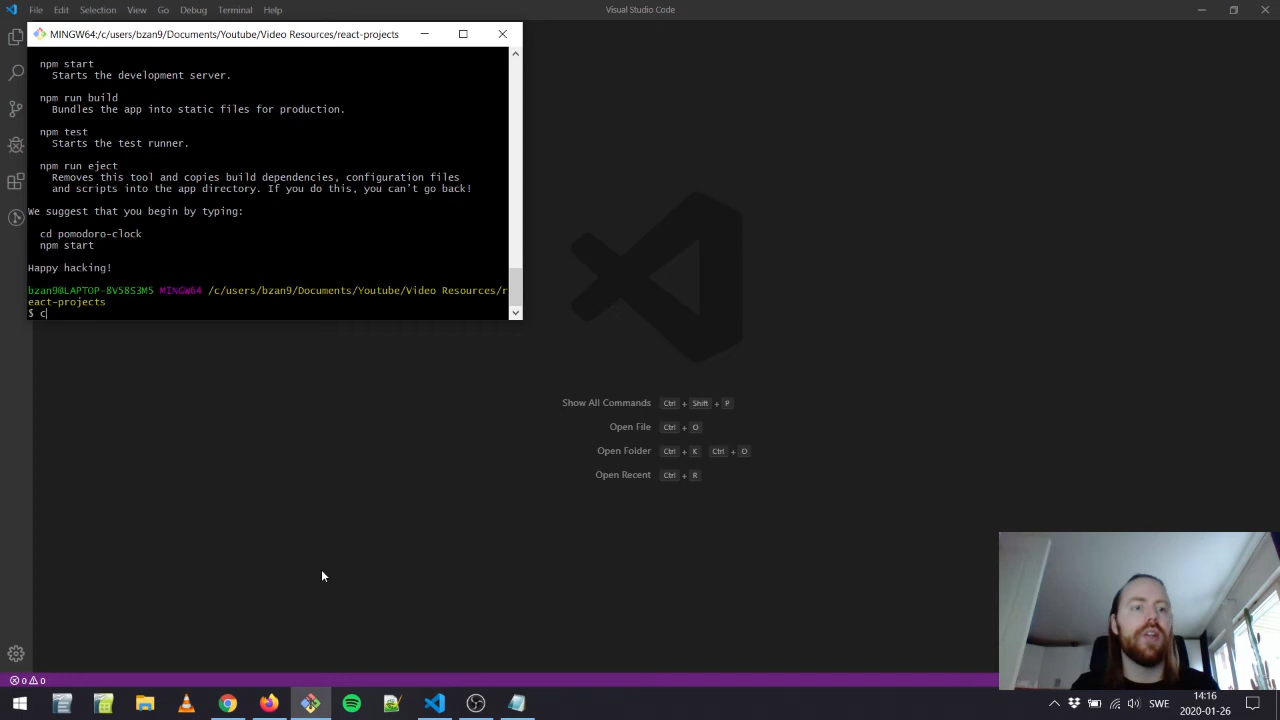 File Edit Selection View Go Debug Terminal Help
Visual Studio Code
MINGW64:/c/users/bzan9/Documents/Youtube/Video Resources/react-projects
npm start
Starts the development server.
npm run build
Bundles the app into static files for production.
npm test
Starts the test runner.
npm run eject
Removes this tool and copies build dependencies, configuration files
and scripts into the app directory. If you do this, you can't go back!
We suggest that you begin by typing:
cd pomodoro-clock
npm start
Happy hacking!
bzan9@LAPTOP-8V58S3M5 MINGW64 /c/users/bzan9/Documents/Youtube/Video Resources/r
eact-projects
$ c
Show All Commands Ctrl + Shift + P
Open File Ctrl + O
Open Folder Ctrl + K Ctrl + O
Open Recent Ctrl + R
0 0
SWE
14:16
2020-01-26